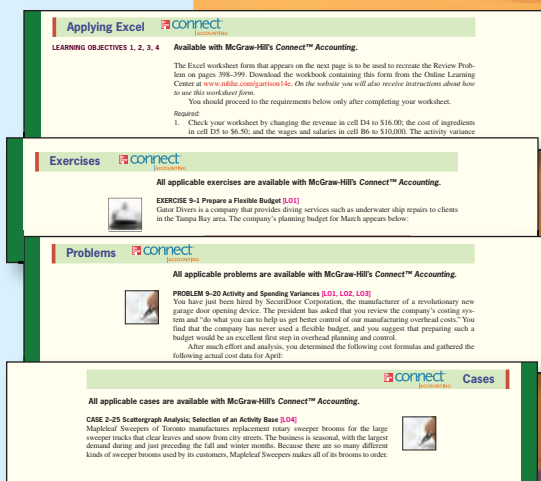 Applying Excel connect ACCOUNTING
LEARNING OBJECTIVES 1, 2, 3, 4
Available with McGraw-Hill's Connect™ Accounting.
The Excel worksheet form that appears on the next page is to be used to recreate the Review Prob-
lem on pages 398–399. Download the workbook containing this form from the Online Learning
Center at www.mhhe.com/garrison14e. On the website you will also receive instructions about how
to use this worksheet form.
You should proceed to the requirements below only after completing your worksheet.
Required:
1. Check your worksheet by changing the revenue in cell D4 to $16.00; the cost of ingredients
in cell D5 to $6.50; and the wages and salaries in cell B6 to $10,000. The activity variance
Exercises connect ACCOUNTING
All applicable exercises are available with McGraw-Hill's Connect™ Accounting.
EXERCISE 9–1 Prepare a Flexible Budget [LO1]
Gator Divers is a company that provides diving services such as underwater ship repairs to clients
in the Tampa Bay area. The company's planning budget for March appears below:
Problems connect ACCOUNTING
All applicable problems are available with McGraw-Hill's Connect™ Accounting.
PROBLEM 9–20 Activity and Spending Variances [LO1, LO2, LO3]
You have just been hired by SecuriDoor Corporation, the manufacturer of a revolutionary new
garage door opening device. The president has asked that you review the company's costing sys-
tem and "do what you can to help us get better control of our manufacturing overhead costs." You
find that the company has never used a flexible budget, and you suggest that preparing such a
budget would be an excellent first step in overhead planning and control.
After much effort and analysis, you determined the following cost formulas and gathered the
following actual cost data for April:
connect ACCOUNTING Cases
All applicable cases are available with McGraw-Hill's Connect™ Accounting.
CASE 2–25 Scattergraph Analysis; Selection of an Activity Base [LO4]
Mapleleaf Sweepers of Toronto manufactures replacement rotary sweeper brooms for the large
sweeper trucks that clear leaves and snow from city streets. The business is seasonal, with the largest
demand during and just preceding the fall and winter months. Because there are so many different
kinds of sweeper brooms used by its customers, Mapleleaf Sweepers makes all of its brooms to order.